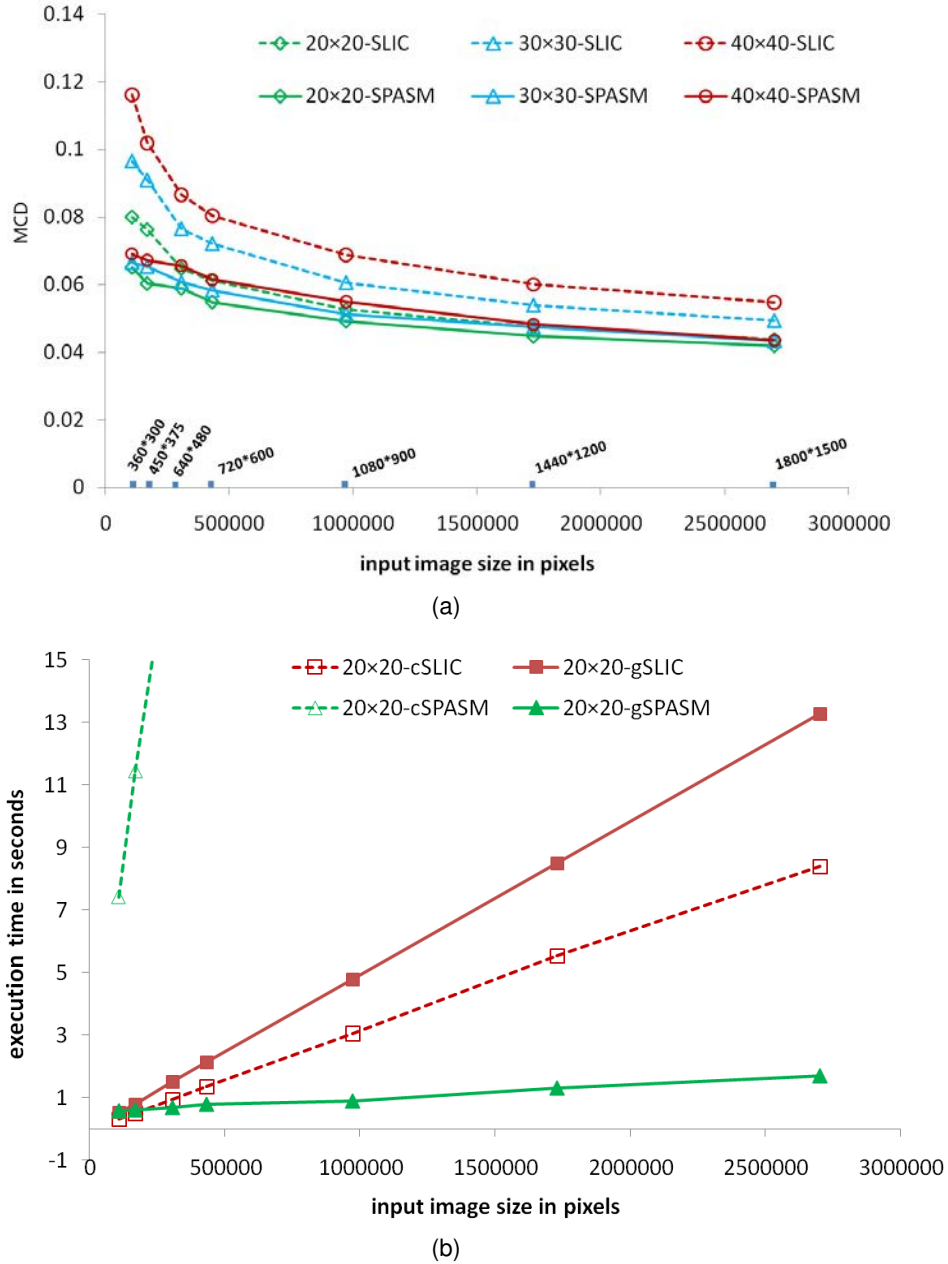 0.14
20×20-SLIC 30×30-SLIC 40×40-SLIC
20×20-SPASM 30×30-SPASM 40×40-SPASM
0.12
0.1
0.08
0.06
0.04
0.02
0
MCD
360*300
450*375
640*480
720*600
1080*900
1440*1200
1800*1500
0 500000 1000000 1500000 2000000 2500000 3000000
input image size in pixels
(a)
15
20×20-cSLIC 20×20-gSLIC
20×20-cSPASM 20×20-gSPASM
13
11
9
7
5
3
1
-1
execution time in seconds
0 500000 1000000 1500000 2000000 2500000 3000000
input image size in pixels
(b)